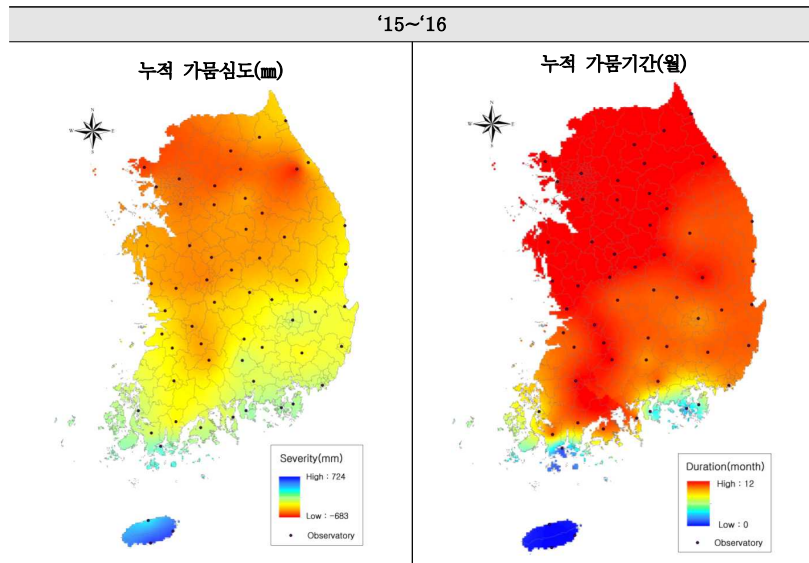 ‘15~‘16
누적 가뭄심도(㎜)
누적 가뭄기간(월)
N
W
E
S
N
W
E
S
Severity(mm)
High : 724
Low : -683
Observatory
Duration(month)
High : 12
Low : 0
Observatory